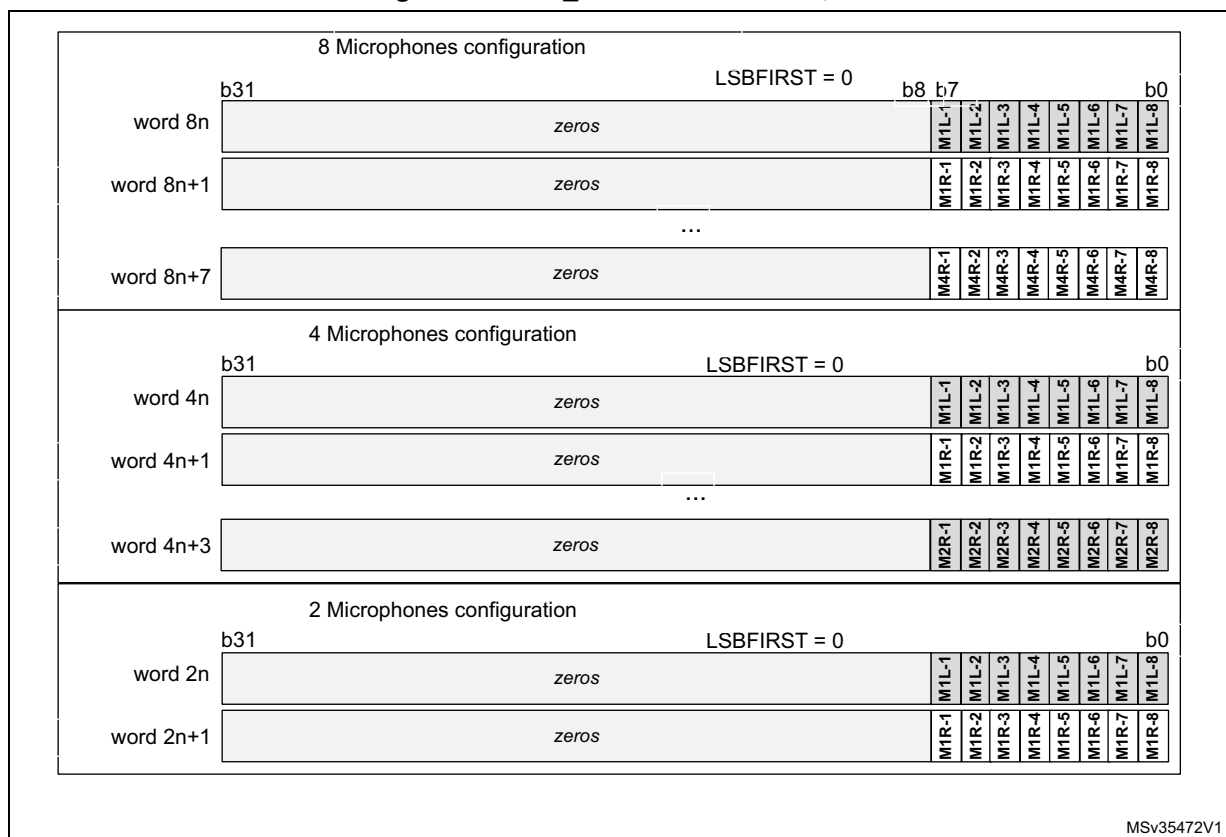 8 Microphones configuration
LSBFIRST = 0
b31 b8 b7 b0
word 8n zeros M1L-1 M1L-2 M1L-3 M1L-4 M1L-5 M1L-6 M1L-7 M1L-8
word 8n+1 zeros M1R-1 M1R-2 M1R-3 M1R-4 M1R-5 M1R-6 M1R-7 M1R-8
...
word 8n+7 zeros M4R-1 M4R-2 M4R-3 M4R-4 M4R-5 M4R-6 M4R-7 M4R-8
4 Microphones configuration
b31 LSBFIRST = 0 b0
word 4n zeros M1L-1 M1L-2 M1L-3 M1L-4 M1L-5 M1L-6 M1L-7 M1L-8
word 4n+1 zeros M1R-1 M1R-2 M1R-3 M1R-4 M1R-5 M1R-6 M1R-7 M1R-8
...
word 4n+3 zeros M2R-1 M2R-2 M2R-3 M2R-4 M2R-5 M2R-6 M2R-7 M2R-8
2 Microphones configuration
b31 LSBFIRST = 0 b0
word 2n zeros M1L-1 M1L-2 M1L-3 M1L-4 M1L-5 M1L-6 M1L-7 M1L-8
word 2n+1 zeros M1R-1 M1R-2 M1R-3 M1R-4 M1R-5 M1R-6 M1R-7 M1R-8
MSv35472V1